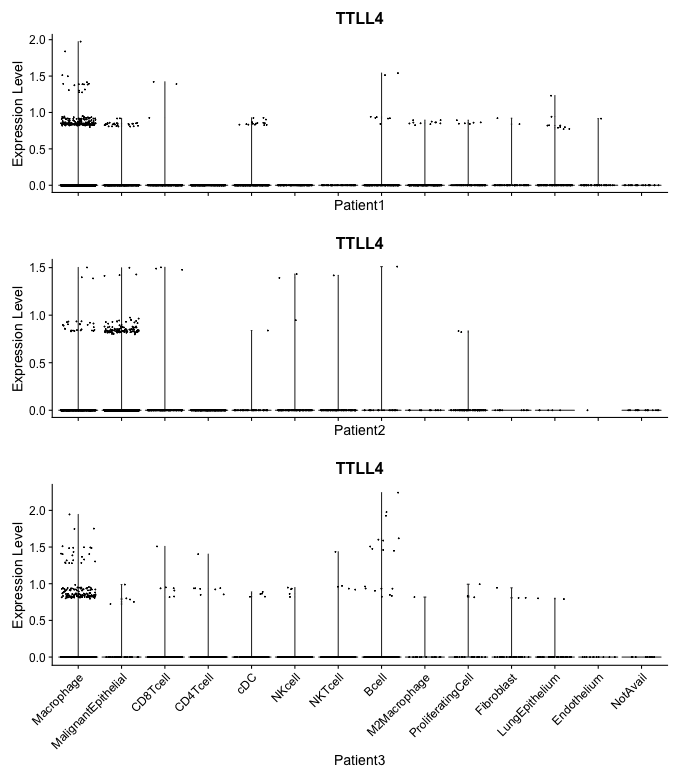 TTLL4
Expression Level
2.0
1.5
1.0
0.5
0.0
Patient1
TTLL4
Expression Level
1.5
1.0
0.5
0.0
Patient2
TTLL4
Expression Level
2.0
1.5
1.0
0.5
0.0
Macrophage
MalignantEpithelial
CD8Tcell
CD4Tcell
cDC
NKcell
NKTcell
Bcell
M2Macrophage
ProliferatingCell
Fibroblast
LungEpithelium
Endothelium
NotAvail
Patient3